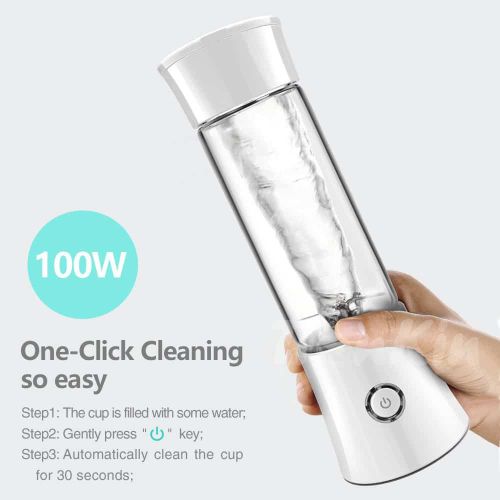 100W
One-Click Cleaning
so easy
Step1: The cup is filled with some water;
Step2: Gently press "⏻" key;
Step3: Automatically clean the cup
for 30 seconds;